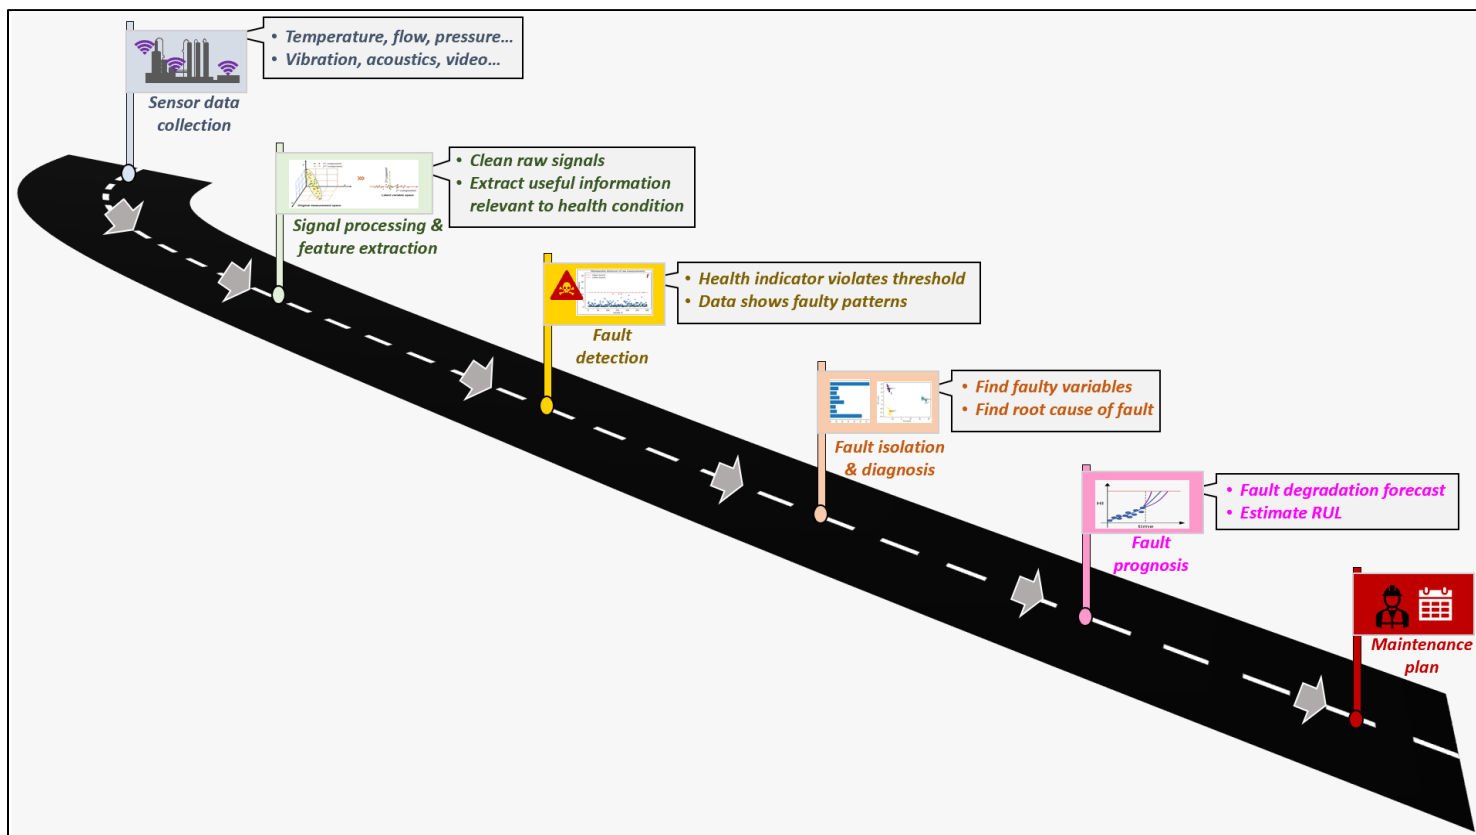 • Temperature, flow, pressure...
• Vibration, acoustics, video...
Sensor data
collection
• Clean raw signals
• Extract useful information
relevant to health condition
Signal processing &
feature extraction
• Health indicator violates threshold
• Data shows faulty patterns
Fault
detection
• Find faulty variables
• Find root cause of fault
Fault isolation
& diagnosis
• Fault degradation forecast
• Estimate RUL
HI
time
Fault
prognosis
Maintenance
plan